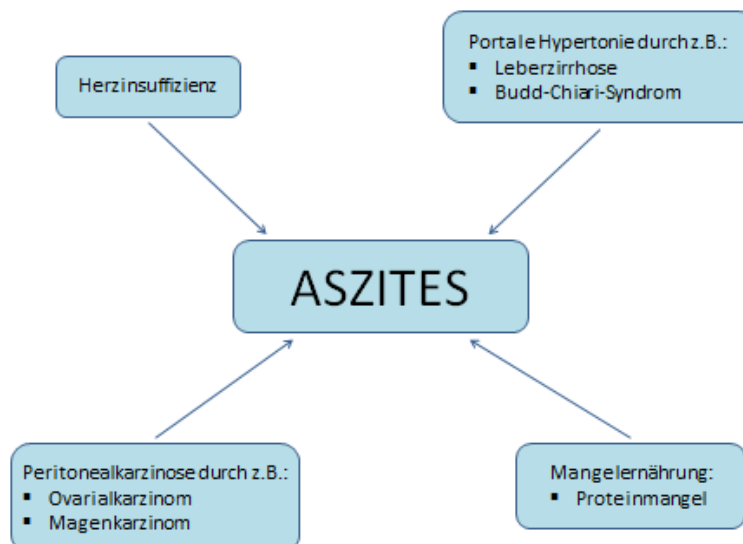 Herzinsuffizienz
Portale Hypertonie durch z.B.:
▪ Leberzirrhose
▪ Budd-Chiari-Syndrom
ASZITES
Peritonealkarzinose durch z.B.:
▪ Ovarialkarzinom
▪ Magenkarzinom
Mangelernährung:
▪ Proteinmangel